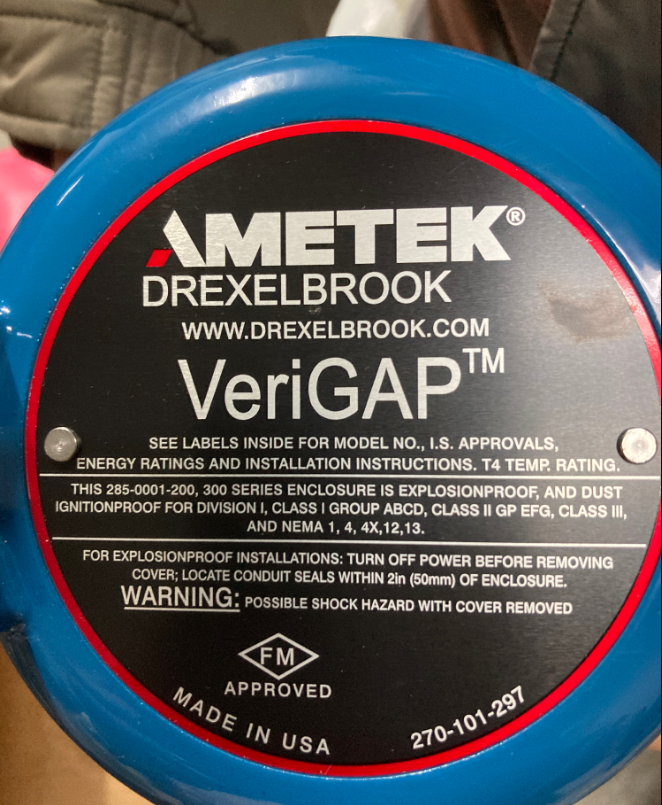 AMETEK®
DREXELBROOK
WWW.DREXELBROOK.COM
VeriGAP™
SEE LABELS INSIDE FOR MODEL NO., I.S. APPROVALS,
ENERGY RATINGS AND INSTALLATION INSTRUCTIONS. T4 TEMP. RATING.
THIS 285-0001-200, 300 SERIES ENCLOSURE IS EXPLOSIONPROOF, AND DUST
IGNITIONPROOF FOR DIVISION I, CLASS I GROUP ABCD, CLASS II GP EFG, CLASS III,
AND NEMA 1, 4, 4X,12,13.
FOR EXPLOSIONPROOF INSTALLATIONS: TURN OFF POWER BEFORE REMOVING
COVER; LOCATE CONDUIT SEALS WITHIN 2in (50mm) OF ENCLOSURE.
WARNING: POSSIBLE SHOCK HAZARD WITH COVER REMOVED
FM
APPROVED
MADE IN USA
270-101-297